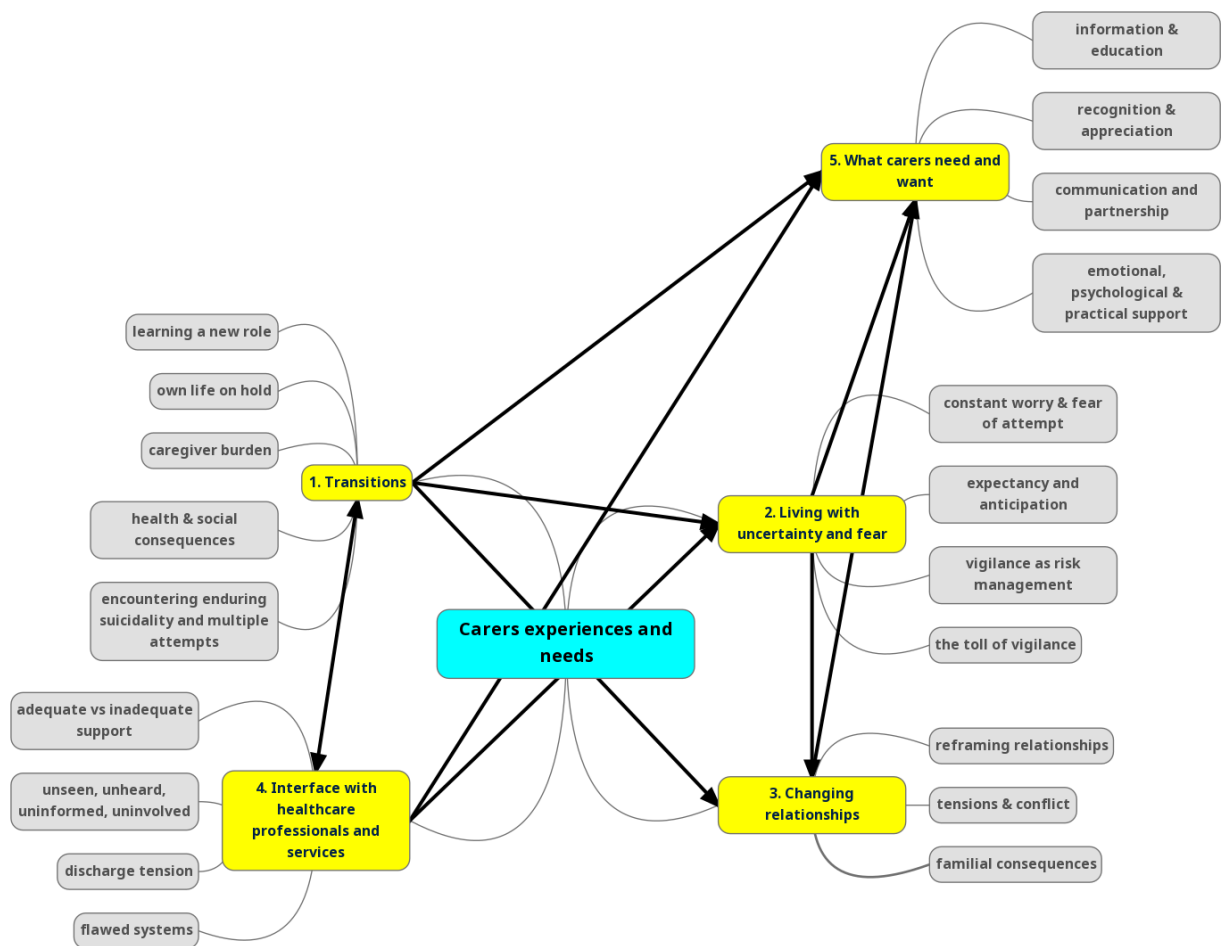 information &
education
recognition &
appreciation
5. What carers need and
want
communication and
partnership
emotional,
psychological &
practical support
learning a new role
own life on hold
caregiver burden
1. Transitions
health & social
consequences
encountering enduring
suicidality and multiple
attempts
constant worry & fear
of attempt
expectancy and
anticipation
2. Living with
uncertainty and fear
vigilance as risk
management
the toll of vigilance
Carers experiences and
needs
adequate vs inadequate
support
unseen, unheard,
uninformed, uninvolved
4. Interface with
healthcare
professionals and
services
discharge tension
flawed systems
reframing relationships
3. Changing
relationships
tensions & conflict
familial consequences